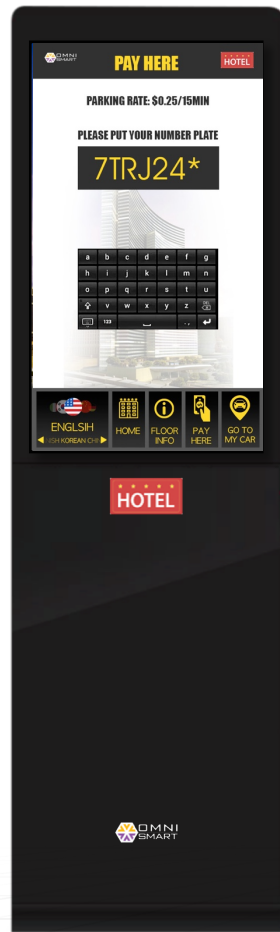 OMNI
SMART
PAY HERE
HOTEL
PARKING RATE: $0.25/15MIN
PLEASE PUT YOUR NUMBER PLATE
7TRJ24*
a b c d e f g
h i j k l m n
o p q r s t u
v w x y z
123 . ,
ENGLSIH
KOREAN
HOME
FLOOR
INFO
PAY
HERE
GO TO
MY CAR
HOTEL
OMNI
SMART